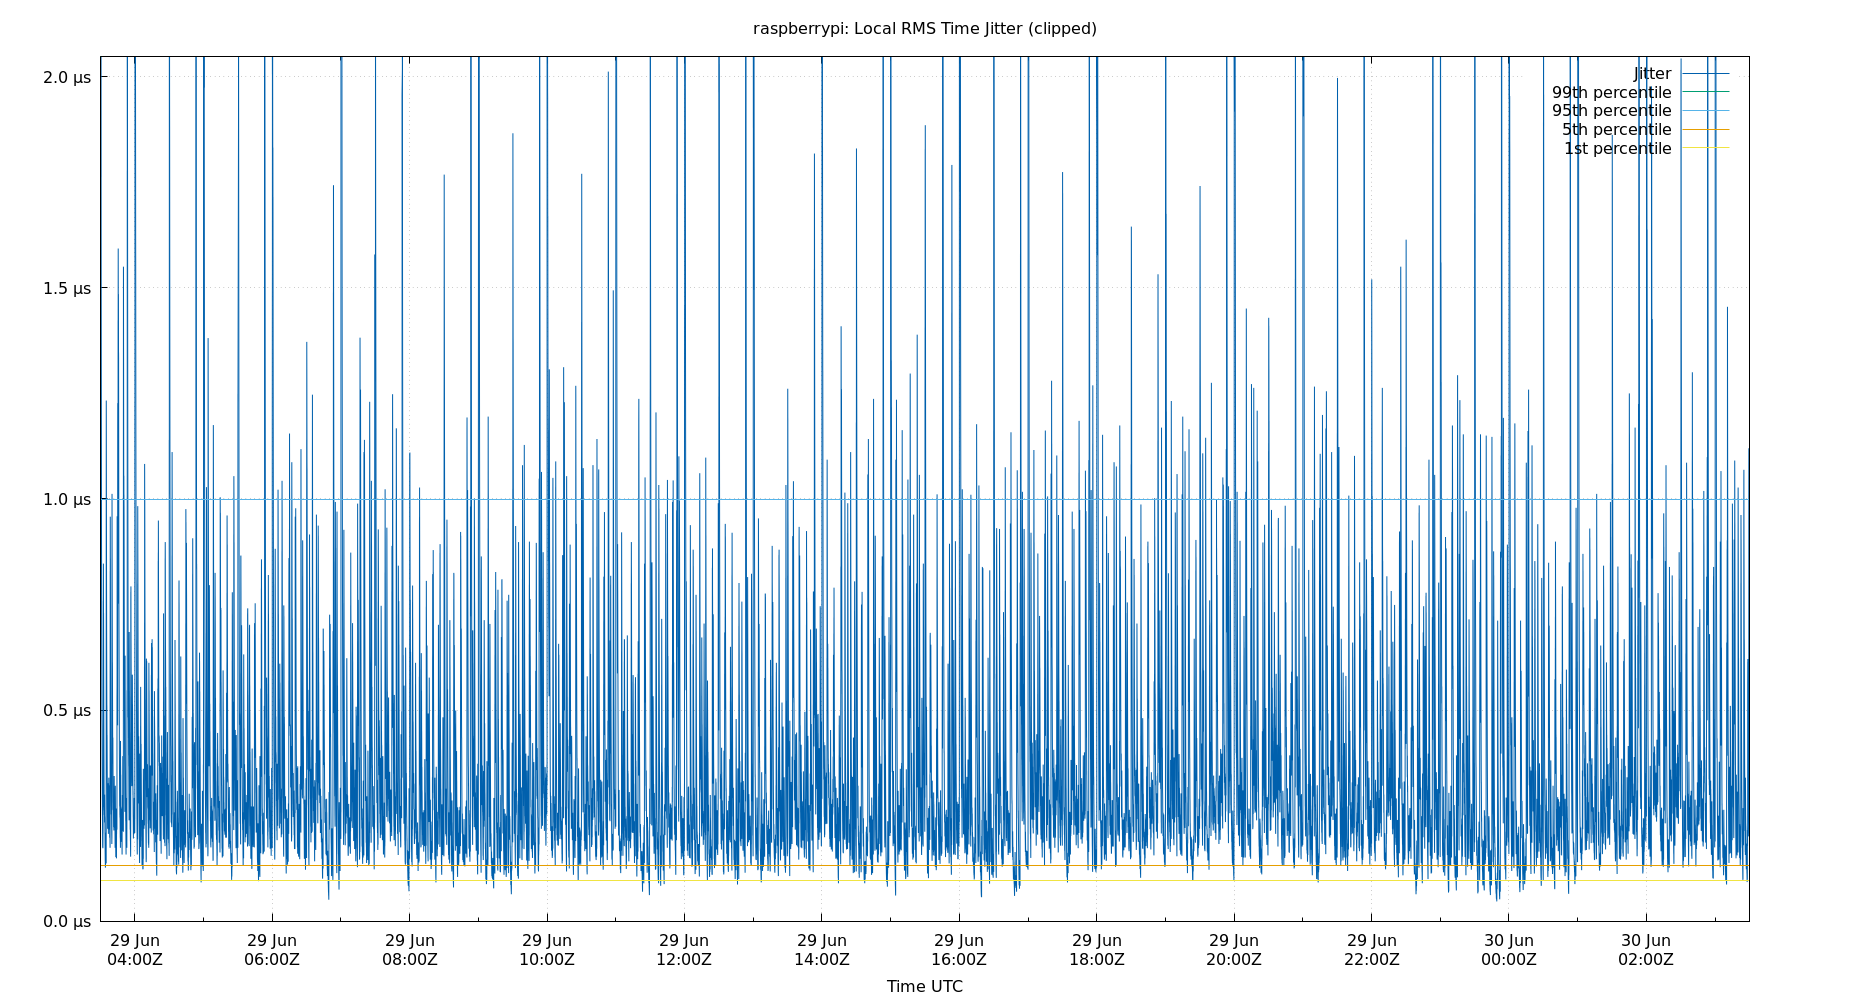 raspberrypi: Local RMS Time Jitter (clipped)
2.0 µs
1.5 µs
1.0 µs
0.5 µs
0.0 µs
Jitter
99th percentile
95th percentile
5th percentile
1st percentile
29 Jun 29 Jun 29 Jun 29 Jun 29 Jun 29 Jun 29 Jun 29 Jun 29 Jun 29 Jun 30 Jun 30 Jun
04:00Z 06:00Z 08:00Z 10:00Z 12:00Z 14:00Z 16:00Z 18:00Z 20:00Z 22:00Z 00:00Z 02:00Z
Time UTC